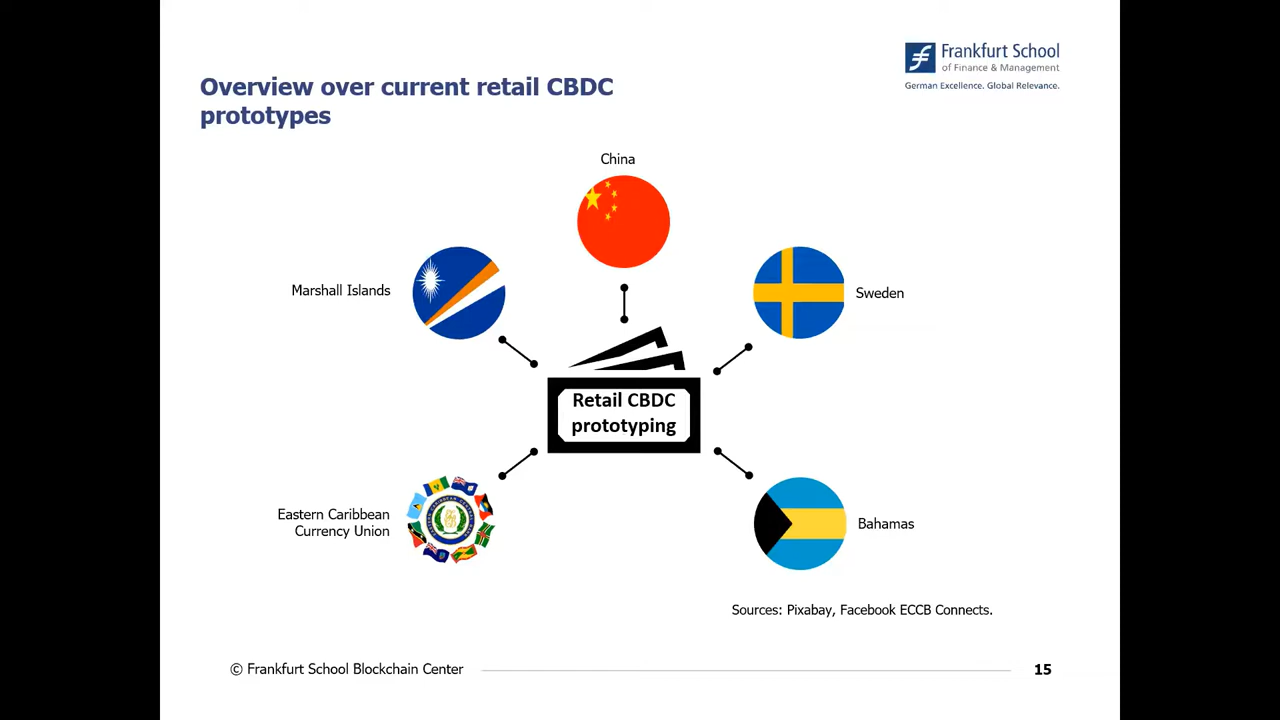 Frankfurt School
of Finance & Management
German Excellence. Global Relevance.
Overview over current retail CBDC
prototypes
China
Marshall Islands
Sweden
Retail CBDC
prototyping
Eastern Caribbean
Currency Union
Bahamas
Sources: Pixabay, Facebook ECCB Connects.
© Frankfurt School Blockchain Center
15